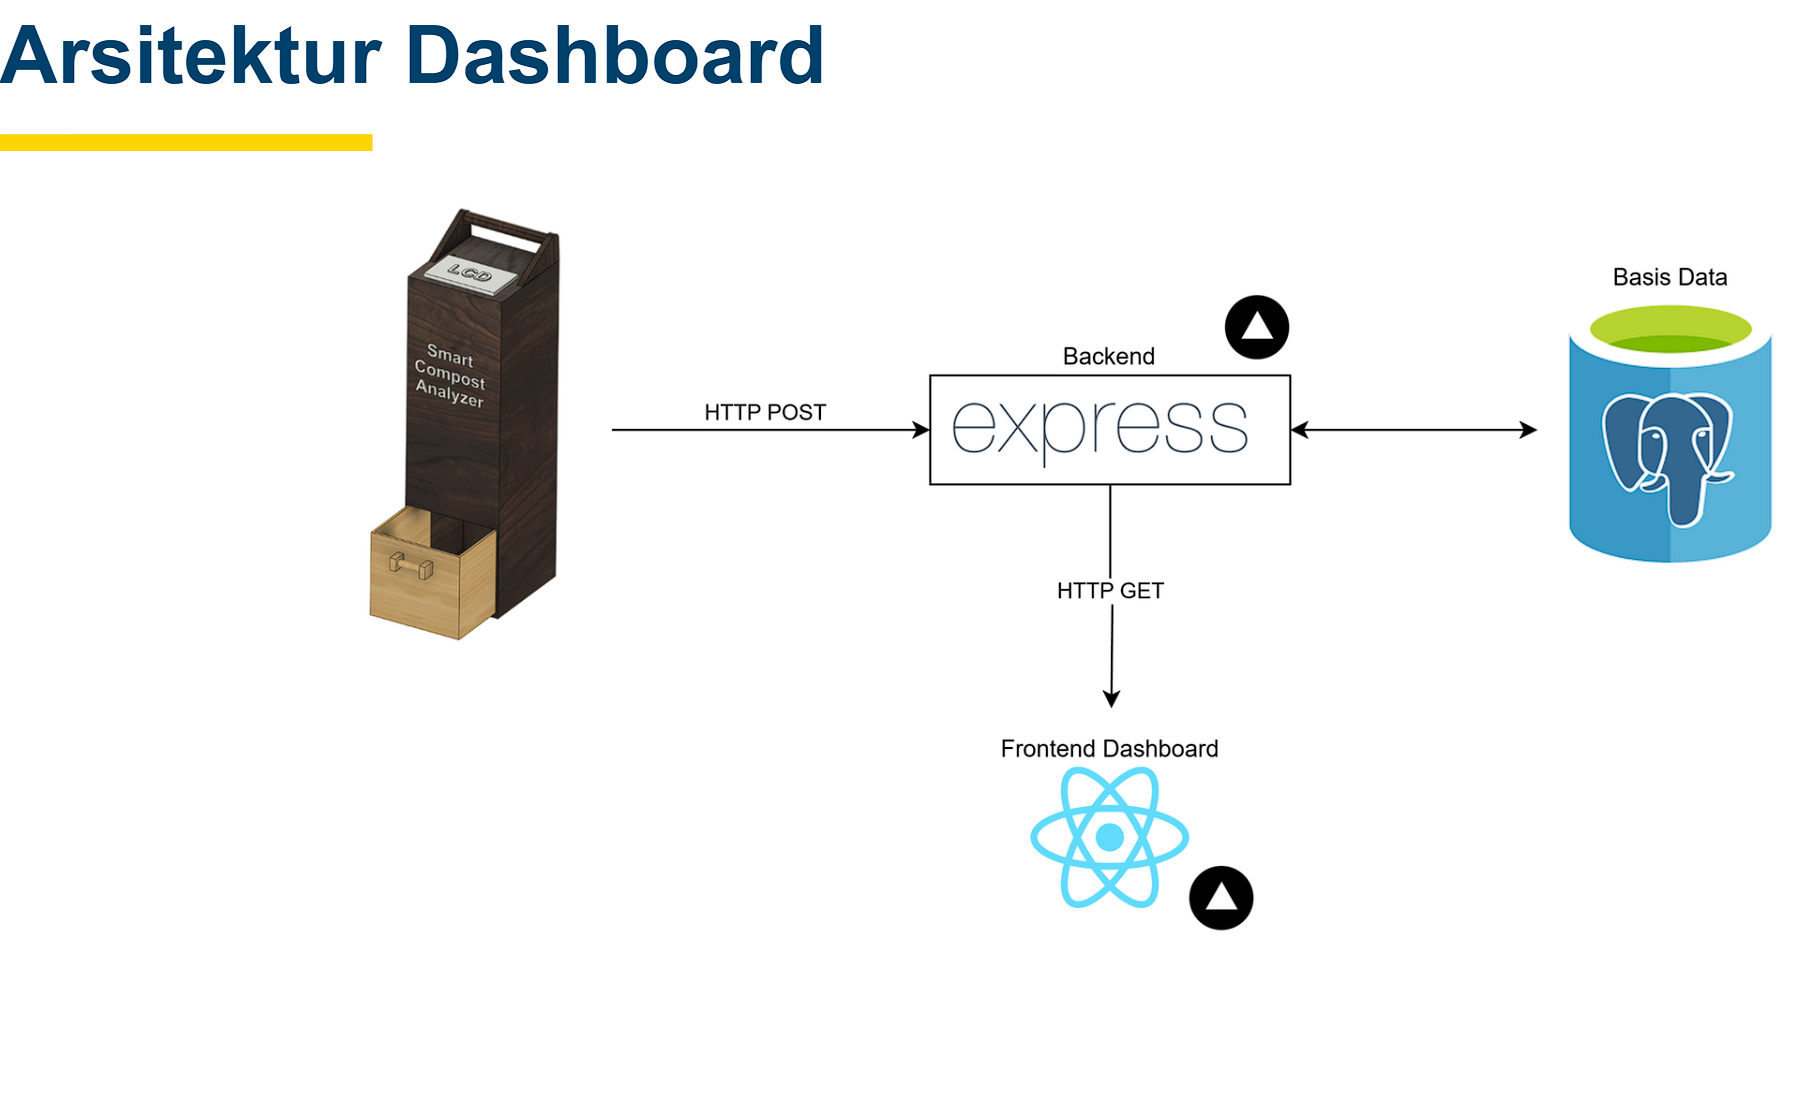 Arsitektur Dashboard
LCD
Smart
Compost
Analyzer
HTTP POST
Backend
express
Basis Data
HTTP GET
Frontend Dashboard